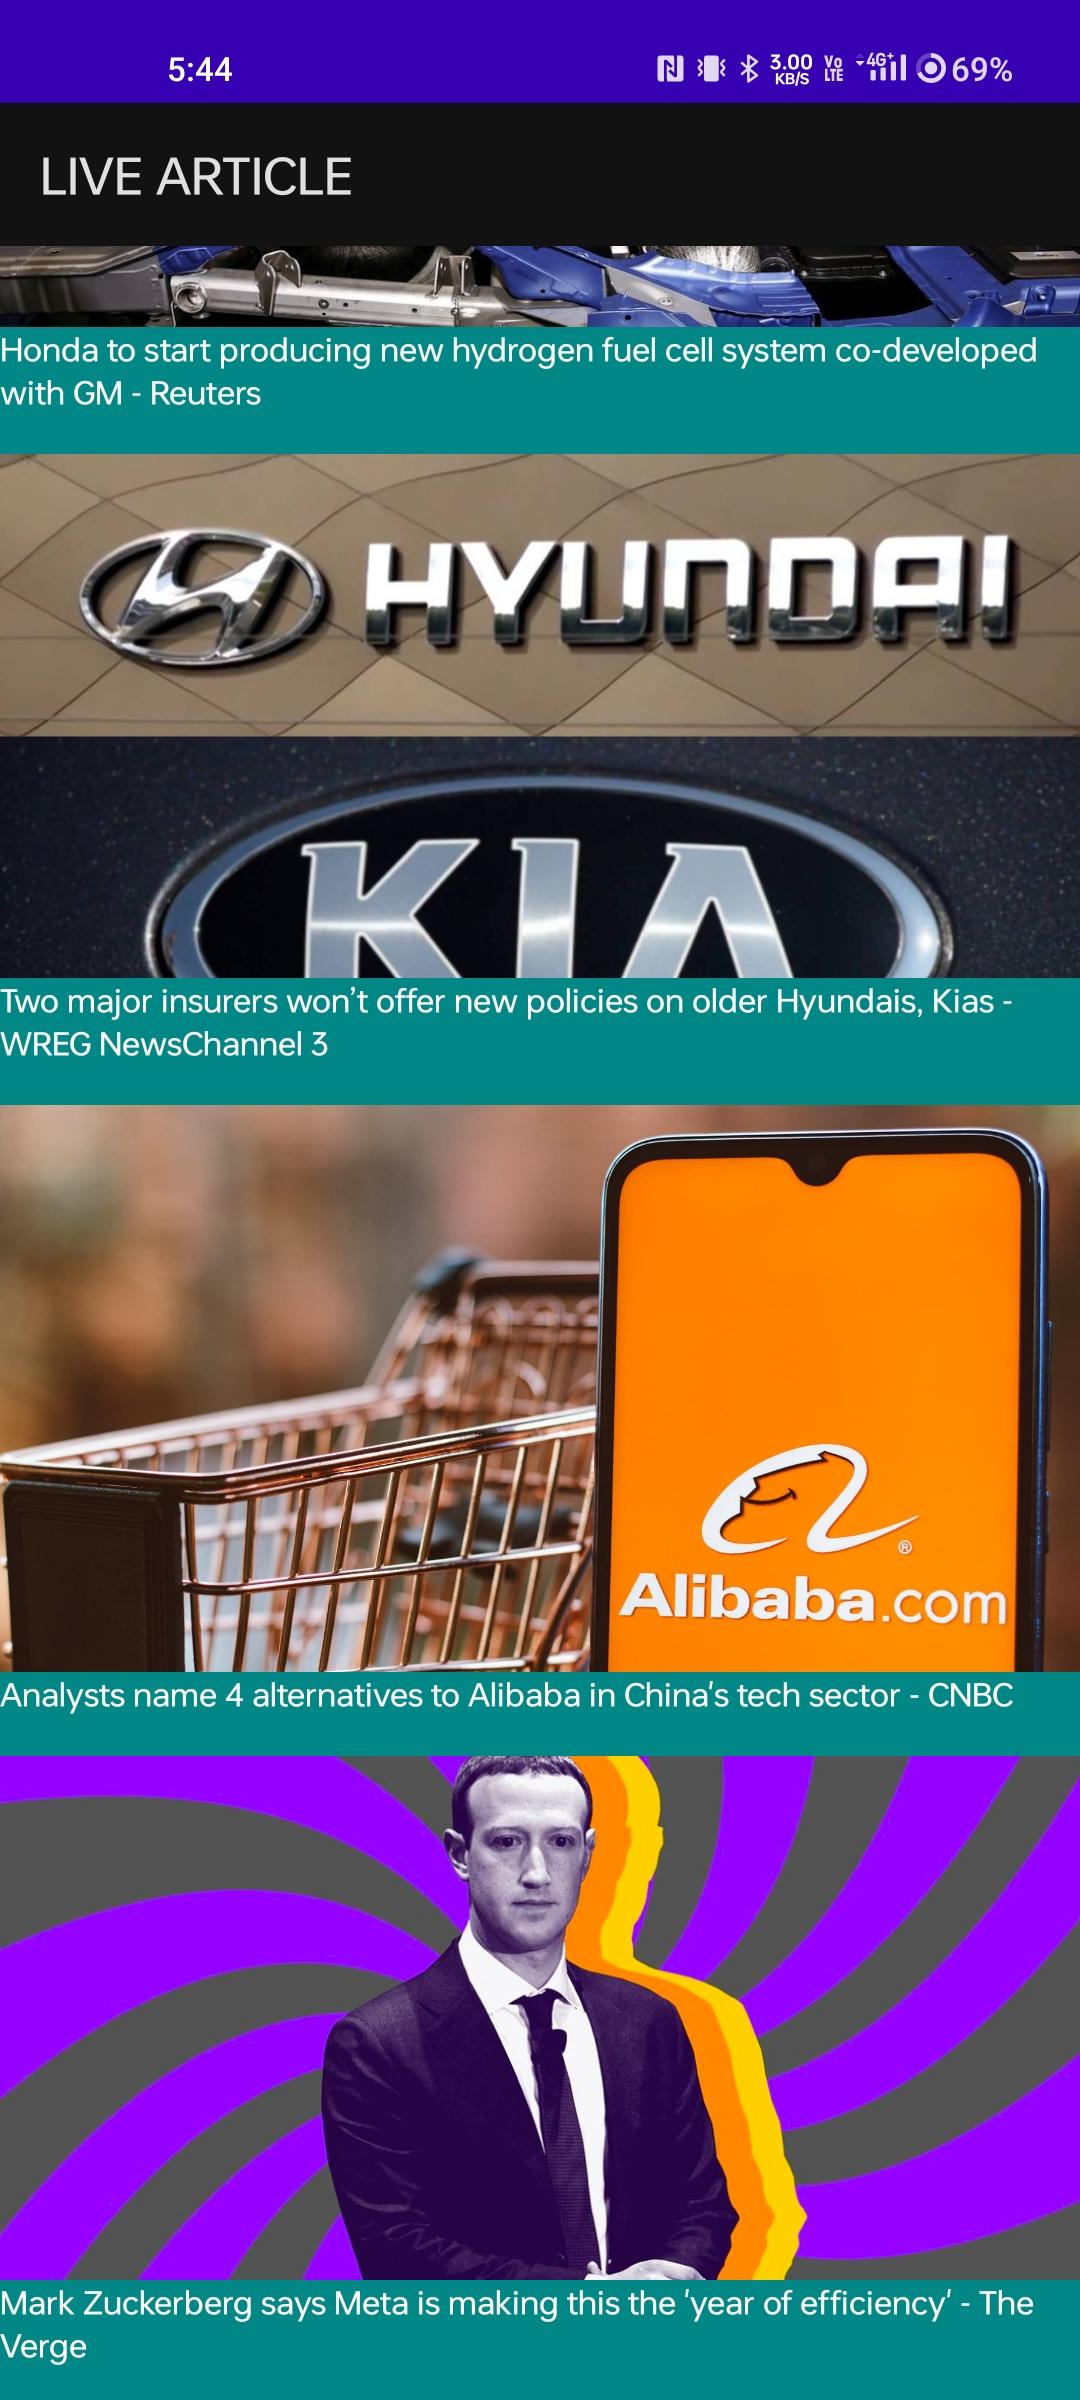 5:44
3.00
KB/S
Vo
LTE
4G+
69%
LIVE ARTICLE
Honda to start producing new hydrogen fuel cell system co-developed
with GM - Reuters
HYUNDAI
KIA
Two major insurers won’t offer new policies on older Hyundais, Kias -
WREG NewsChannel 3
®
Alibaba.com
Analysts name 4 alternatives to Alibaba in China's tech sector - CNBC
Mark Zuckerberg says Meta is making this the 'year of efficiency' - The
Verge